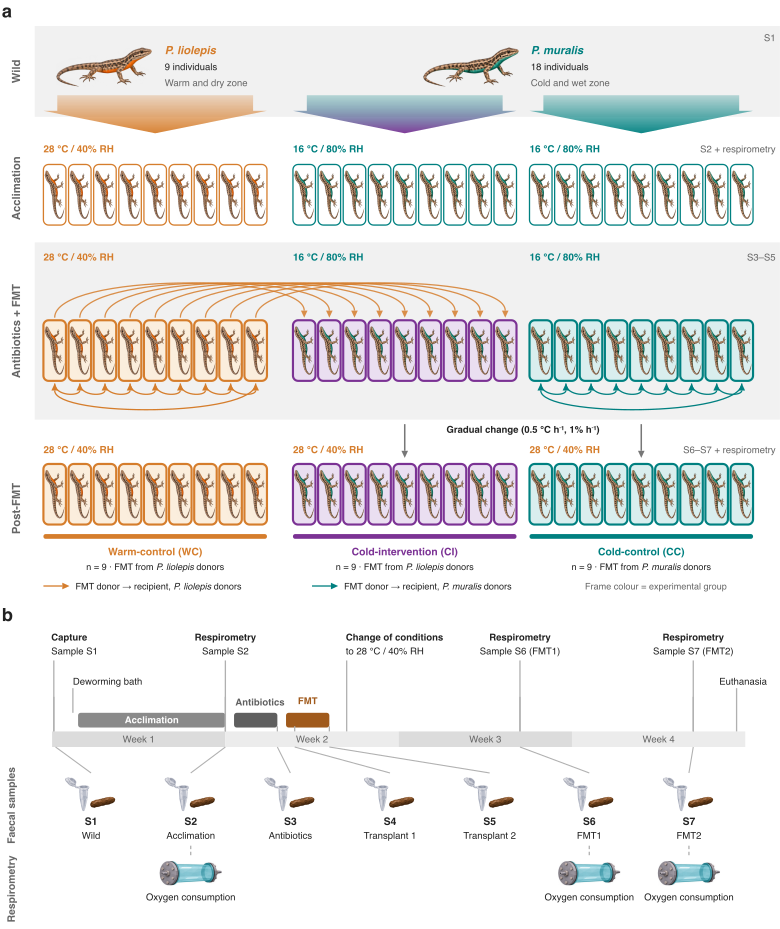 a
Wild
P. liolepis
9 individuals
Warm and dry zone
P. muralis
18 individuals
Cold and wet zone
S1
Acclimation
28 °C / 40% RH
16 °C / 80% RH
16 °C / 80% RH
S2 + respirometry
Antibiotics + FMT
28 °C / 40% RH
16 °C / 80% RH
16 °C / 80% RH
S3–S5
Gradual change (0.5 °C h⁻¹, 1% h⁻¹)
Post-FMT
28 °C / 40% RH
28 °C / 40% RH
28 °C / 40% RH
S6–S7 + respirometry
Warm-control (WC)
n = 9 · FMT from P. liolepis donors
Cold-intervention (CI)
n = 9 · FMT from P. liolepis donors
Cold-control (CC)
n = 9 · FMT from P. muralis donors
FMT donor → recipient, P. liolepis donors
FMT donor → recipient, P. muralis donors
Frame colour = experimental group
b
Capture
Sample S1
Respirometry
Sample S2
Change of conditions
to 28 °C / 40% RH
Respirometry
Sample S6 (FMT1)
Respirometry
Sample S7 (FMT2)
Deworming bath
Euthanasia
Acclimation
Antibiotics
FMT
Week 1
Week 2
Week 3
Week 4
Faecal samples
S1
Wild
S2
Acclimation
S3
Antibiotics
S4
Transplant 1
S5
Transplant 2
S6
FMT1
S7
FMT2
Respirometry
Oxygen consumption
Oxygen consumption
Oxygen consumption